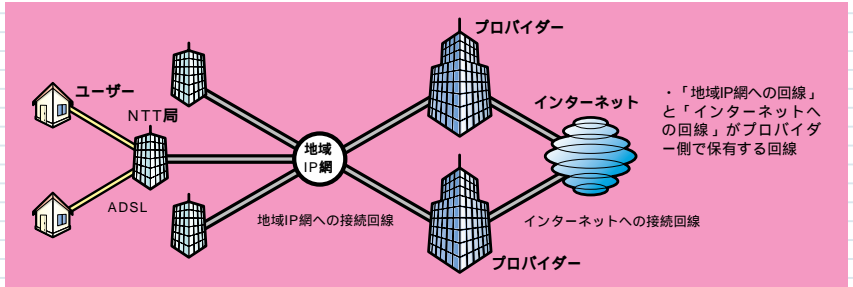 プロバイダー
ユーザー
インターネット
NTT局
・「地域IP網への回線」
と「インターネットへ
の回線」がプロバイダ
ー側で保有する回線
地域
IP網
ADSL
地域IP網への接続回線
インターネットへの接続回線
プロバイダー